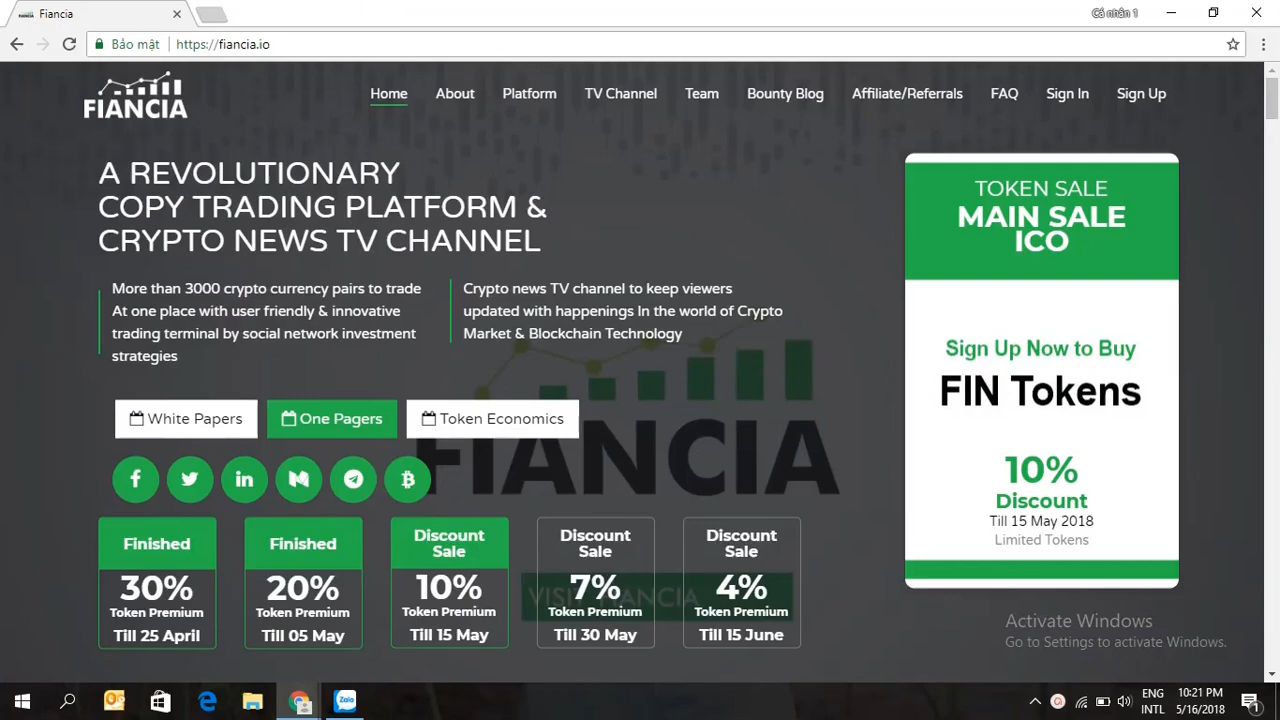 Fiancia
Cá nhân 1
Bảo mật
https://fiancia.io
FIANCIA
Home
About
Platform
TV Channel
Team
Bounty Blog
Affiliate/Referrals
FAQ
Sign In
Sign Up
A REVOLUTIONARY
COPY TRADING PLATFORM &
CRYPTO NEWS TV CHANNEL
More than 3000 crypto currency pairs to trade
At one place with user friendly & innovative
trading terminal by social network investment
strategies
Crypto news TV channel to keep viewers
updated with happenings In the world of Crypto
Market & Blockchain Technology
White Papers
One Pagers
Token Economics
FIANCIA
VISIT FIANCIA
Finished
30%
Token Premium
Till 25 April
Finished
20%
Token Premium
Till 05 May
Discount
Sale
10%
Token Premium
Till 15 May
Discount
Sale
7%
Token Premium
Till 30 May
Discount
Sale
4%
Token Premium
Till 15 June
TOKEN SALE
MAIN SALE
ICO
Sign Up Now to Buy
FIN Tokens
10%
Discount
Till 15 May 2018
Limited Tokens
Activate Windows
Go to Settings to activate Windows.
Zalo
ENG
INTL
10:21 PM
5/16/2018
1